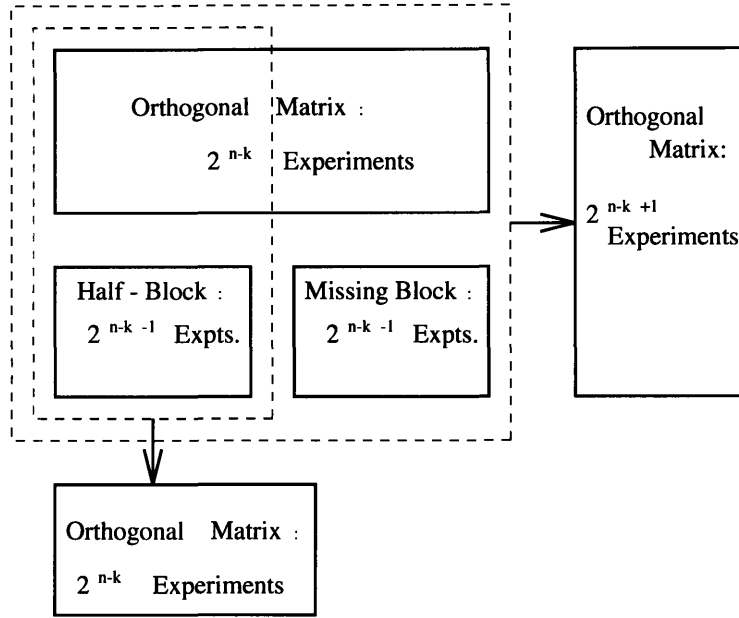 Orthogonal Matrix :
2 n-k Experiments
Orthogonal
Matrix:
2 n-k +1
Experiments
Half - Block :
2 n-k -1 Expts.
Missing Block :
2 n-k -1 Expts.
Orthogonal Matrix :
2 n-k Experiments